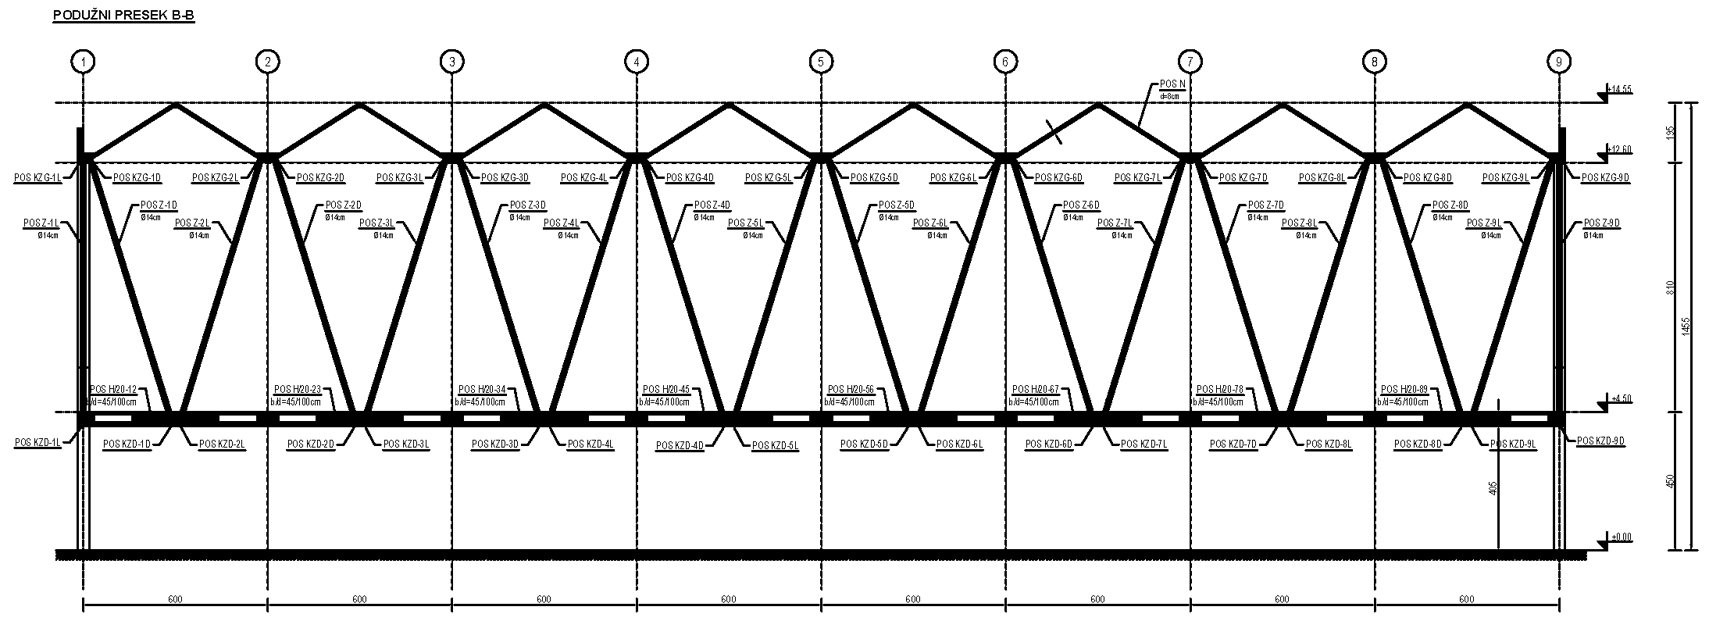 PODUŽNI PRESEK B-B
1 2 3 4 5 6 7 8 9
POS N
d=8cm
+14.55
195
+12.60
POS KZG-1L POS KZG-1D POS KZG-2L POS KZG-2D POS KZG-3L POS KZG-3D POS KZG-4L POS KZG-4D POS KZG-5L POS KZG-5D POS KZG-6L POS KZG-6D POS KZG-7L POS KZG-7D POS KZG-8L POS KZG-8D POS KZG-9L POS KZG-9D
POS Z-1D POS Z-2D POS Z-3D POS Z-4D POS Z-5D POS Z-6D POS Z-7D POS Z-8D
Ø14cm Ø14cm Ø14cm Ø14cm Ø14cm Ø14cm Ø14cm Ø14cm
POS Z-1L POS Z-2L POS Z-3L POS Z-4L POS Z-5L POS Z-6L POS Z-7L POS Z-8L POS Z-9L POS Z-9D
Ø14cm Ø14cm Ø14cm Ø14cm Ø14cm Ø14cm Ø14cm Ø14cm Ø14cm Ø14cm
810
1455
POS H/20-12 POS H/20-23 POS H/20-34 POS H/20-45 POS H/20-56 POS H/20-67 POS H/20-78 POS H/20-89
b/d=45/100cm b/d=45/100cm b/d=45/100cm b/d=45/100cm b/d=45/100cm b/d=45/100cm b/d=45/100cm b/d=45/100cm
+4.50
POS KZD-1L POS KZD-1D POS KZD-2L POS KZD-2D POS KZD-3L POS KZD-3D POS KZD-4L POS KZD-4D POS KZD-5L POS KZD-5D POS KZD-6L POS KZD-6D POS KZD-7L POS KZD-7D POS KZD-8L POS KZD-8D POS KZD-9L POS KZD-9D
405
450
±0.00
600 600 600 600 600 600 600 600